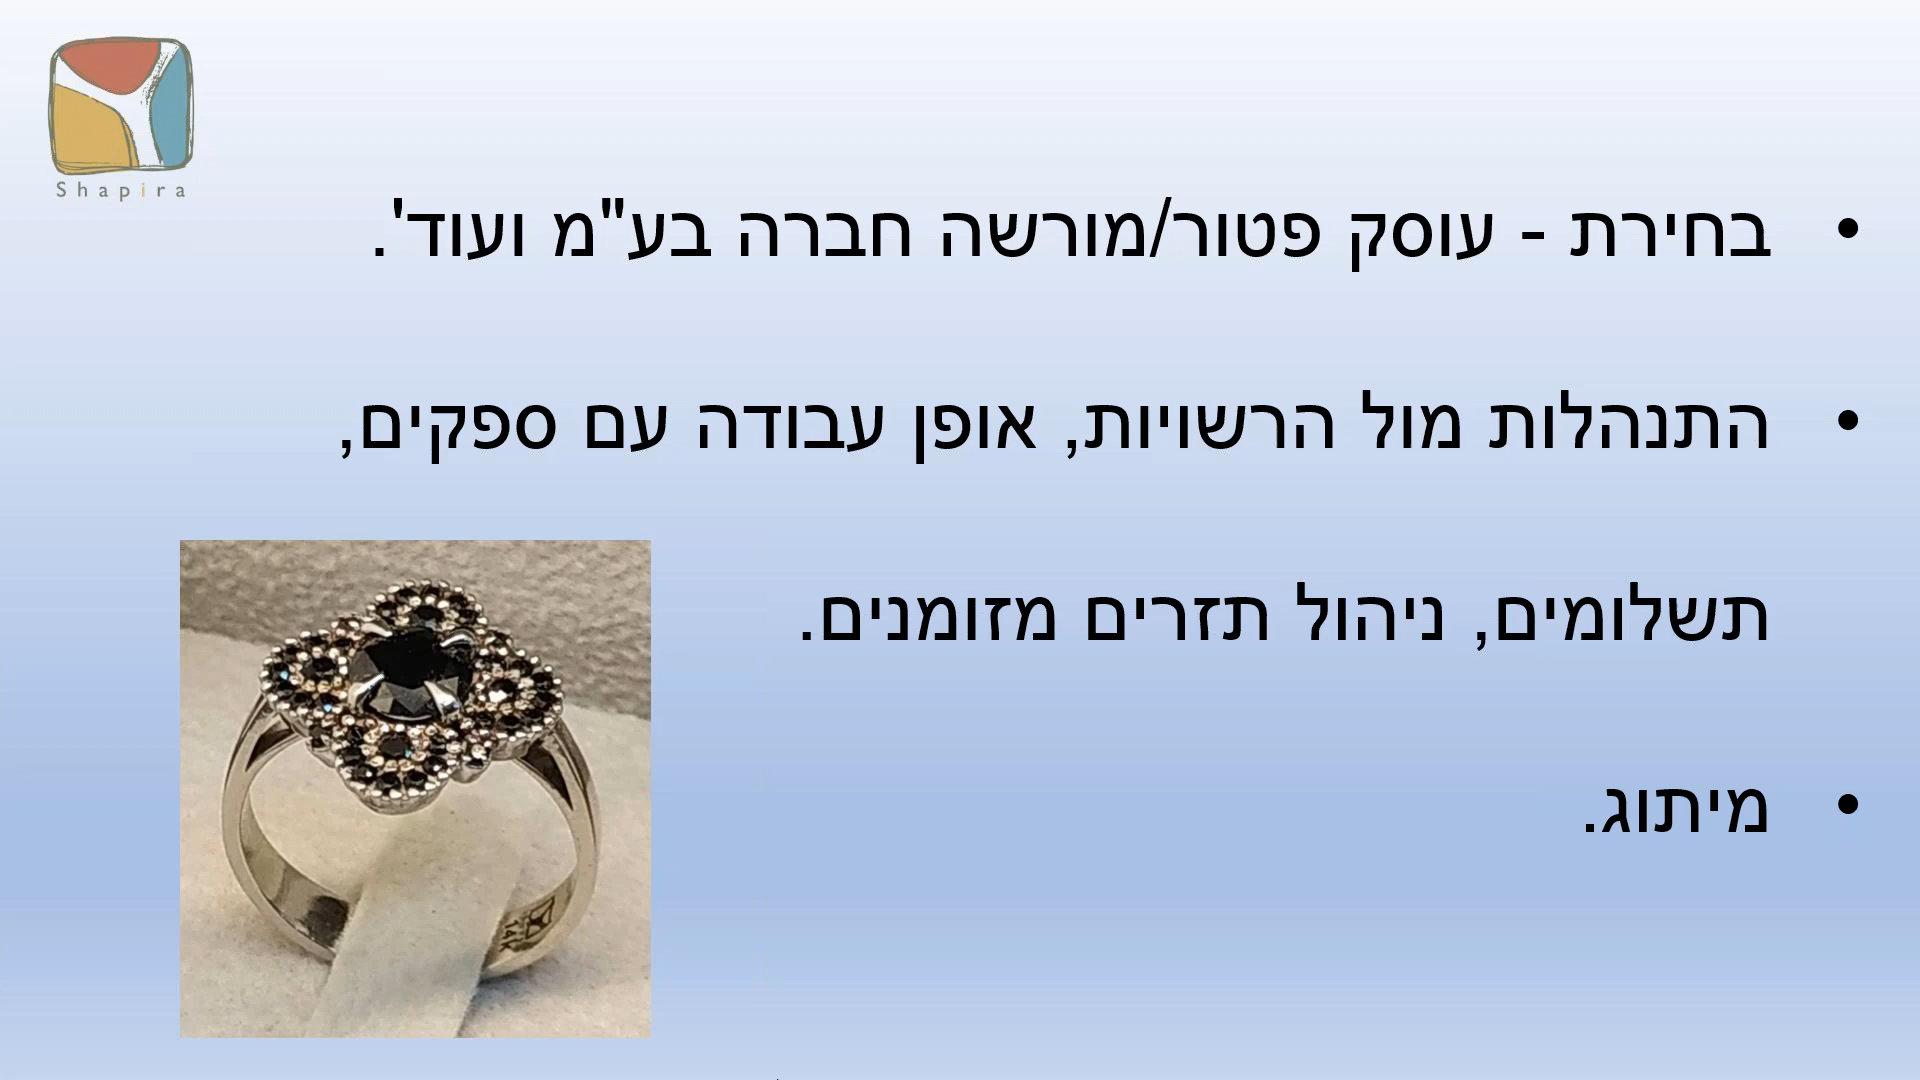 Shapira
בחירת - עוסק פטור/מורשה חברה בע"מ ועוד'.
התנהלות מול הרשויות, אופן עבודה עם ספקים,
תשלומים, ניהול תזרים מזומנים.
מיתוג.
14K